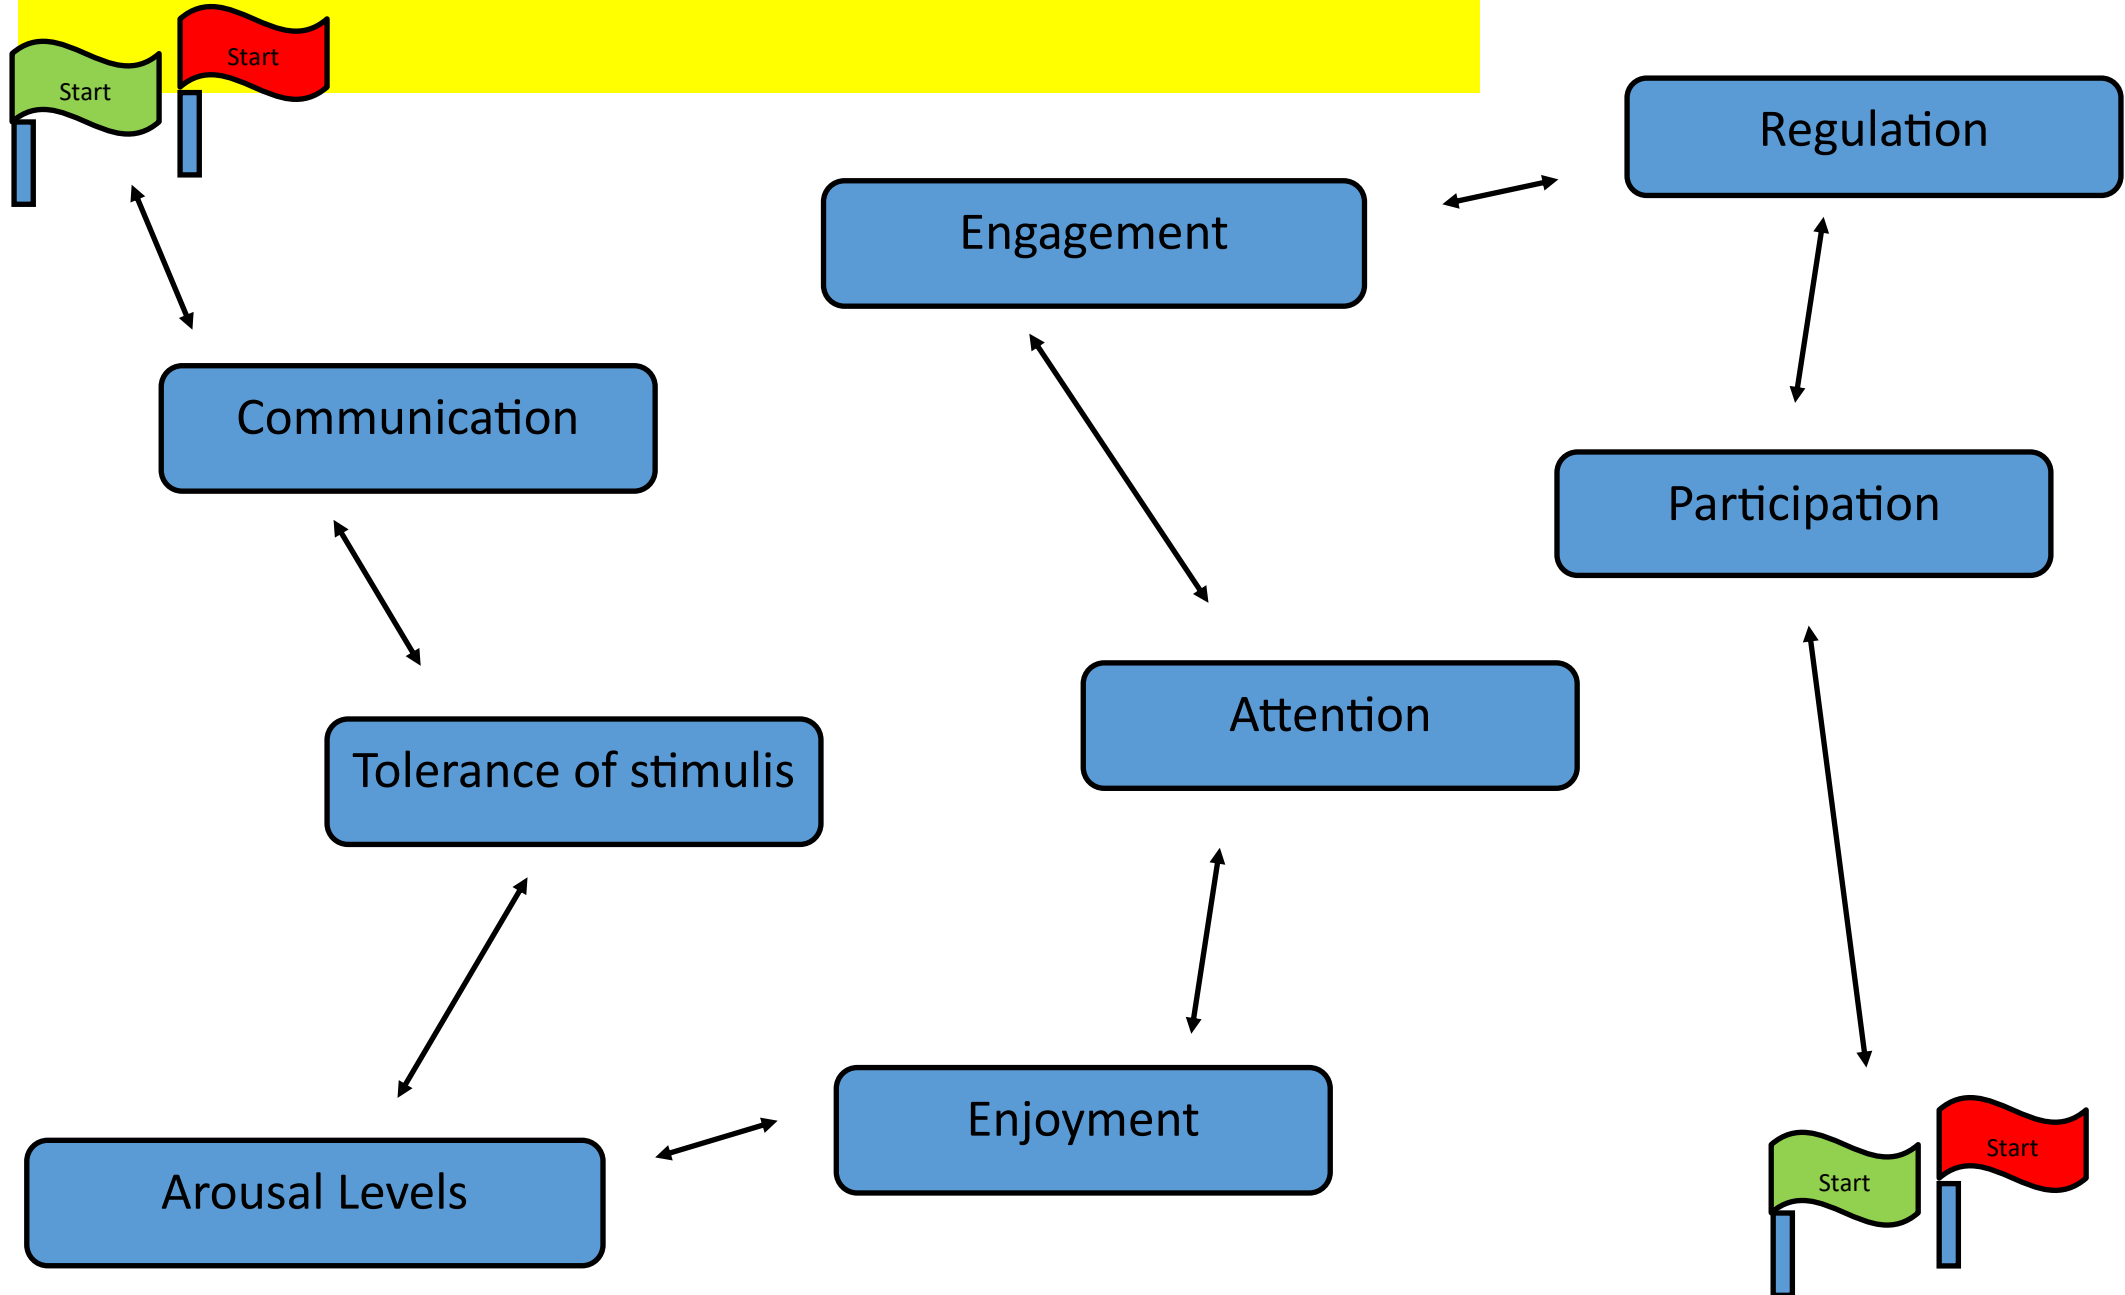 Start
Start
Regulation
Engagement
Communication
Participation
Attention
Tolerance of stimulis
Enjoyment
Arousal Levels
Start
Start